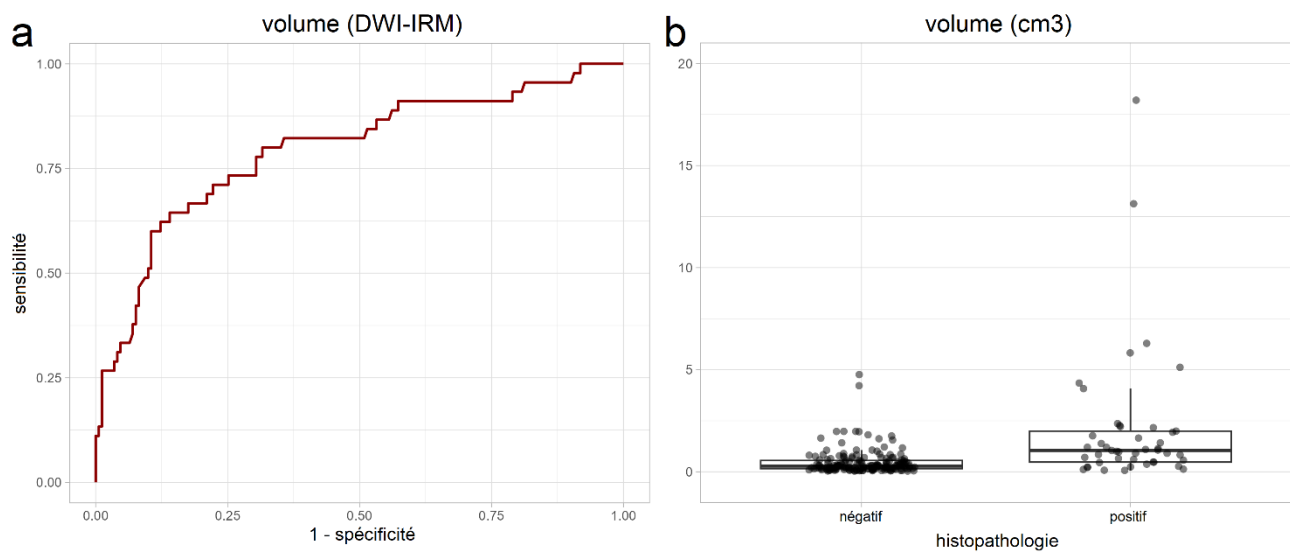 a
volume (DWI-IRM)
1.00
0.75
0.50
0.25
0.00
sensibilité
0.00 0.25 0.50 0.75 1.00
1 - spécificité
b
volume (cm3)
20
15
10
5
0
négatif positif
histopathologie